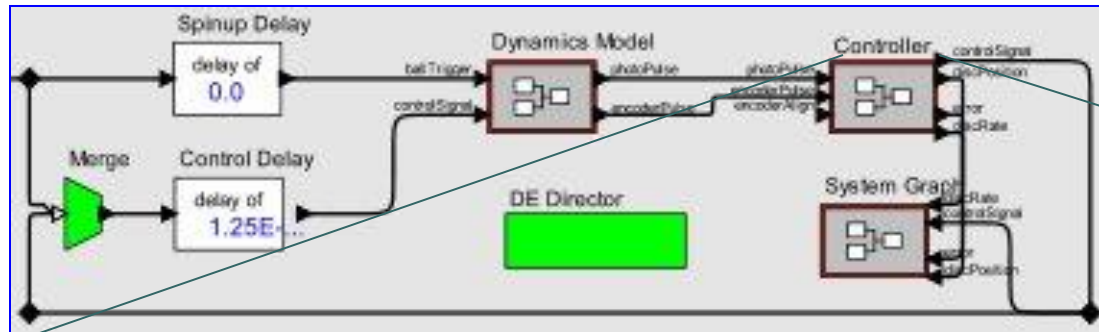 Spinup Delay
delay of
0.0
Dynamics Model
ballTrigger
controlSignal
photoPulse
encoderPulse
Controller
photoPulse
encoderPulse
encoderAlign
controlSignal
discPosition
error
discRate
Merge
Control Delay
delay of
1.25E-...
DE Director
System Graph
discRate
controlSignal
error
discPosition